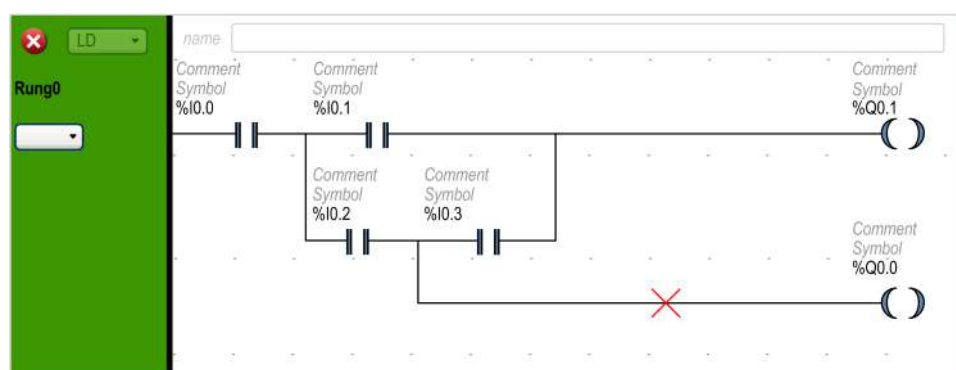 LD
name
Rung0
Comment
Symbol
%I0.0
Comment
Symbol
%I0.1
Comment
Symbol
%Q0.1
Comment
Symbol
%I0.2
Comment
Symbol
%I0.3
Comment
Symbol
%Q0.0